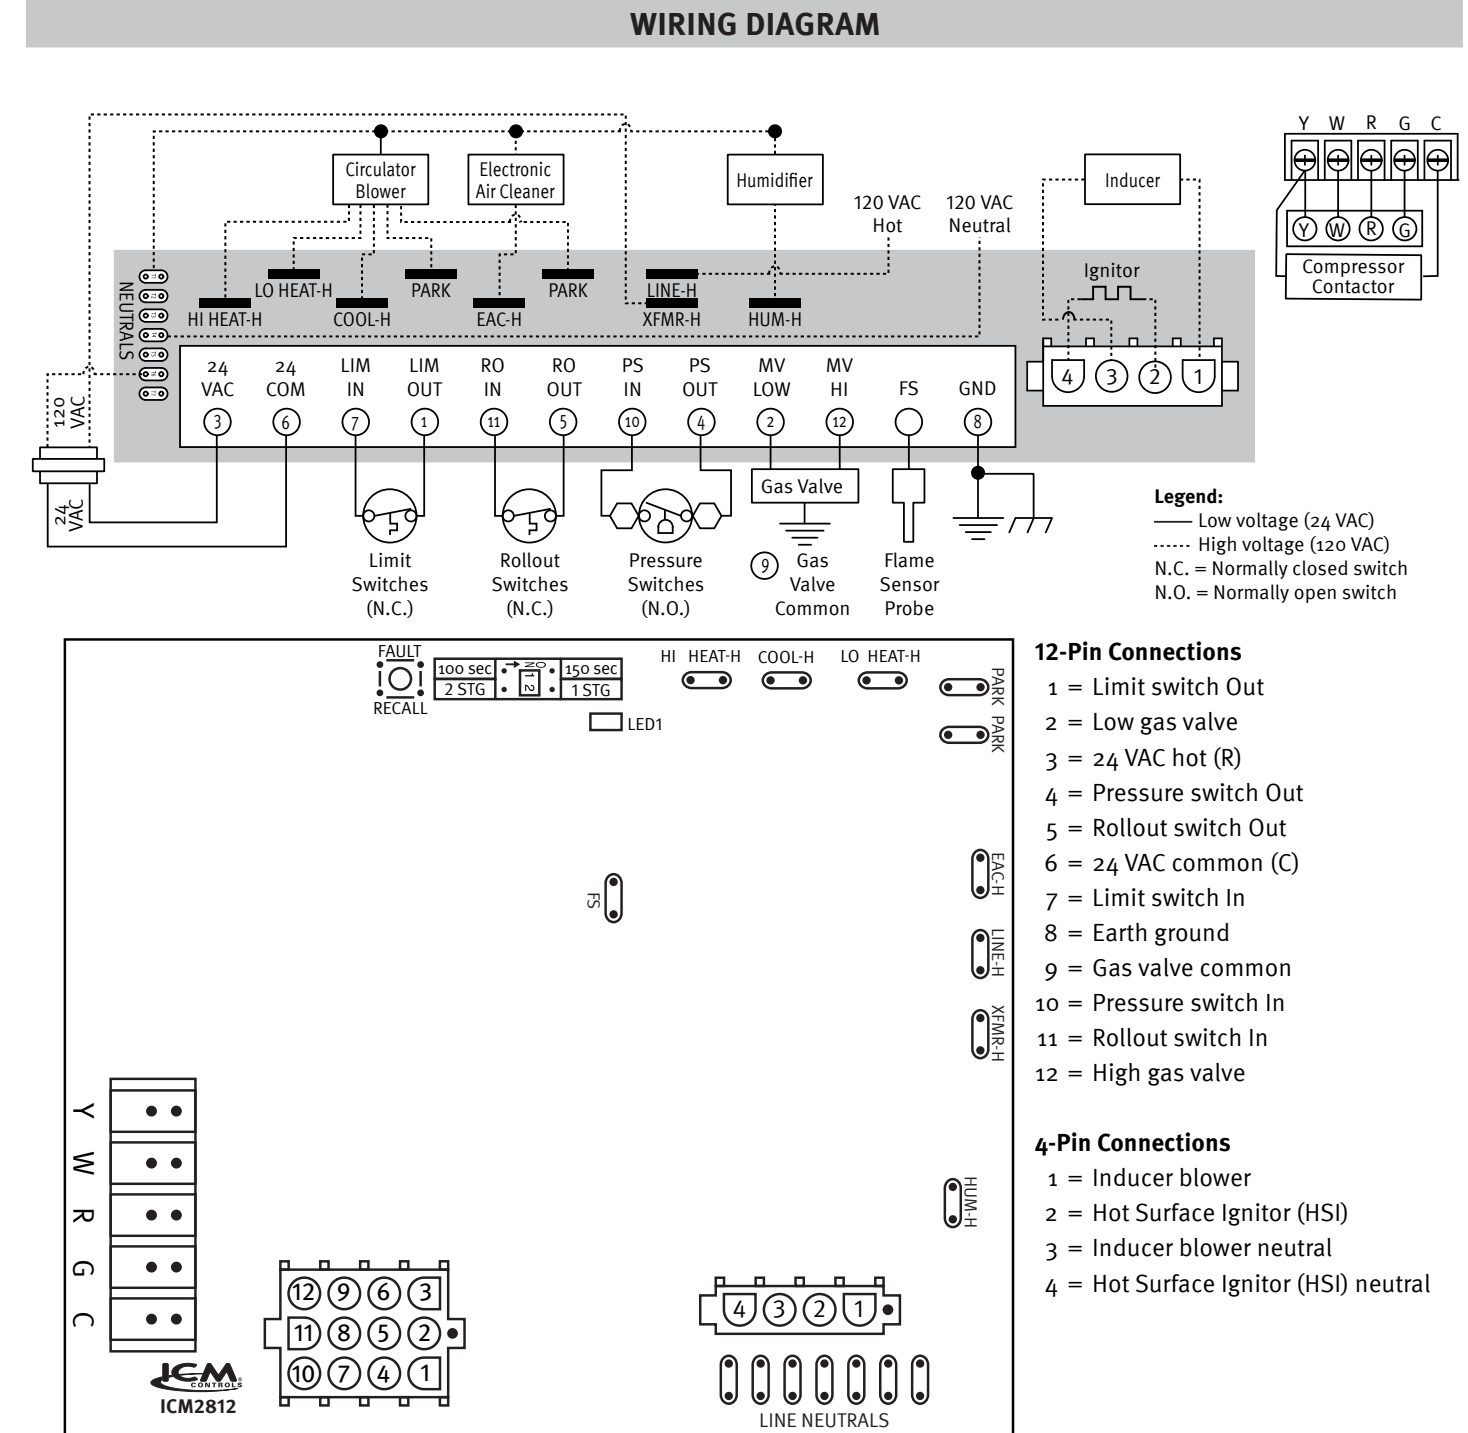 WIRING DIAGRAM
Y W R G C
Circulator
Blower
Electronic
Air Cleaner
Humidifier
120 VAC
Hot
120 VAC
Neutral
Inducer
Y W R G
Compressor
Contactor
NEUTRALS
LO HEAT-H
PARK
PARK
LINE-H
HI HEAT-H
COOL-H
EAC-H
XFMR-H
HUM-H
Ignitor
4 3 2 1
24
VAC
24
COM
LIM
IN
LIM
OUT
RO
IN
RO
OUT
PS
IN
PS
OUT
MV
LOW
MV
HI
FS
GND
3 6 7 1 11 5 10 4 2 12 8
120
VAC
24
VAC
Gas Valve
Limit
Switches
(N.C.)
Rollout
Switches
(N.C.)
Pressure
Switches
(N.O.)
9 Gas
Valve
Common
Flame
Sensor
Probe
Legend:
Low voltage (24 VAC)
High voltage (120 VAC)
N.C. = Normally closed switch
N.O. = Normally open switch
FAULT
RECALL
100 sec
2 STG
NO
1 2
150 sec
1 STG
LED1
HI HEAT-H
COOL-H
LO HEAT-H
PARK
PARK
FS
EAC-H
LINE-H
XFMR-H
HUM-H
Y
W
R
G
C
ICM
CONTROLS
ICM2812
12 9 6 3
11 8 5 2
10 7 4 1
4 3 2 1
LINE NEUTRALS
12-Pin Connections
1 = Limit switch Out
2 = Low gas valve
3 = 24 VAC hot (R)
4 = Pressure switch Out
5 = Rollout switch Out
6 = 24 VAC common (C)
7 = Limit switch In
8 = Earth ground
9 = Gas valve common
10 = Pressure switch In
11 = Rollout switch In
12 = High gas valve
4-Pin Connections
1 = Inducer blower
2 = Hot Surface Ignitor (HSI)
3 = Inducer blower neutral
4 = Hot Surface Ignitor (HSI) neutral